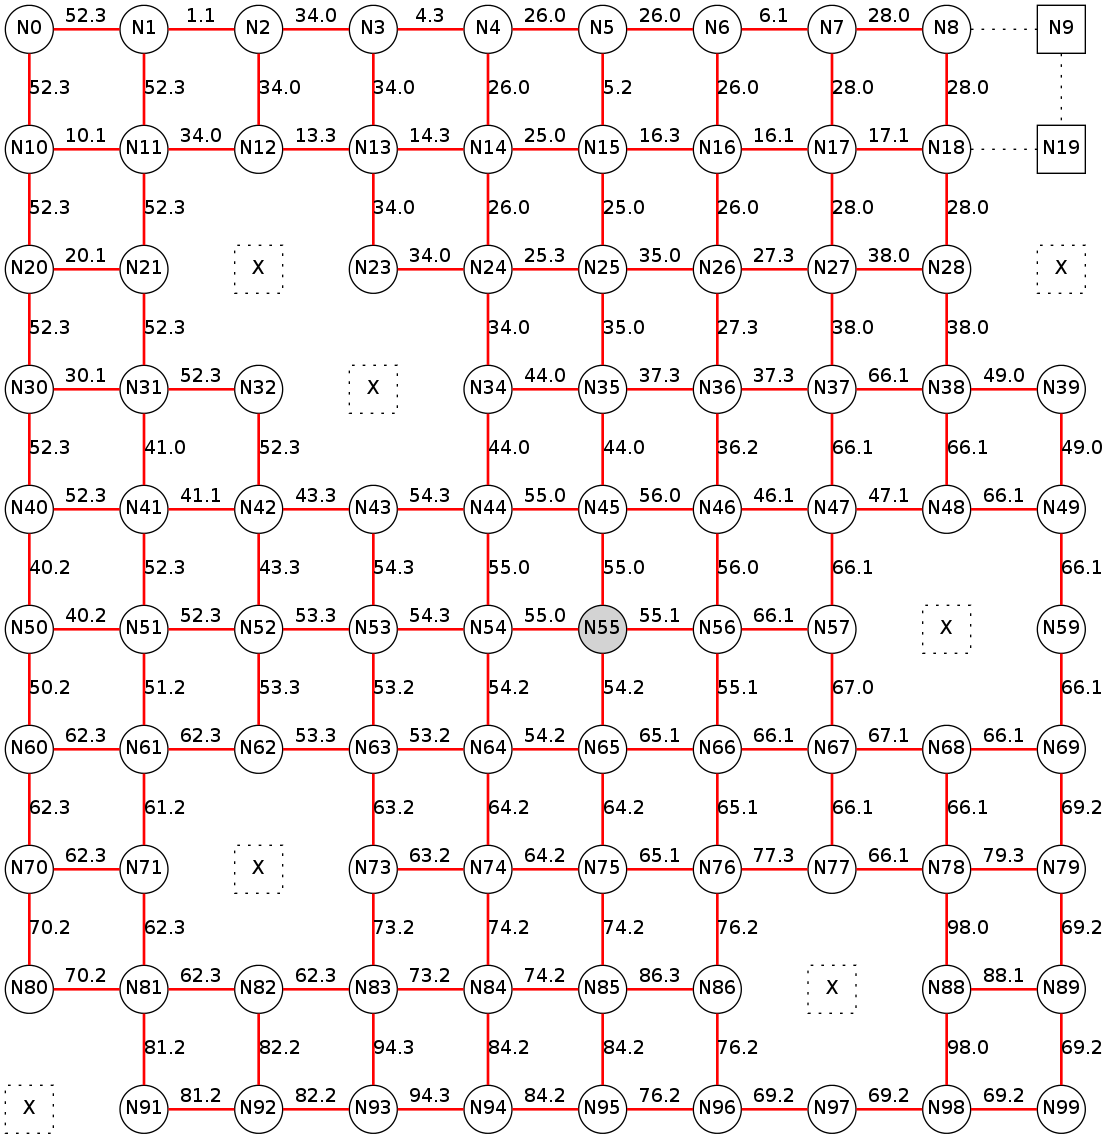 52.3 1.1 34.0 4.3 26.0 26.0 6.1 28.0
N0 N1 N2 N3 N4 N5 N6 N7 N8 N9
52.3 52.3 34.0 34.0 26.0 5.2 26.0 28.0 28.0
10.1 34.0 13.3 14.3 25.0 16.3 16.1 17.1
N10 N11 N12 N13 N14 N15 N16 N17 N18 N19
52.3 52.3 34.0 26.0 25.0 26.0 28.0 28.0
20.1 34.0 25.3 35.0 27.3 38.0
N20 N21 X N23 N24 N25 N26 N27 N28 X
52.3 52.3 34.0 35.0 27.3 38.0 38.0
30.1 52.3 44.0 37.3 37.3 66.1 49.0
N30 N31 N32 X N34 N35 N36 N37 N38 N39
52.3 41.0 52.3 44.0 44.0 36.2 66.1 66.1 49.0
52.3 41.1 43.3 54.3 55.0 56.0 46.1 47.1 66.1
N40 N41 N42 N43 N44 N45 N46 N47 N48 N49
40.2 52.3 43.3 54.3 55.0 55.0 56.0 66.1 66.1
40.2 52.3 53.3 54.3 55.0 55.1 66.1
N50 N51 N52 N53 N54 N55 N56 N57 X N59
50.2 51.2 53.3 53.2 54.2 54.2 55.1 67.0 66.1
62.3 62.3 53.3 53.2 54.2 65.1 66.1 67.1 66.1
N60 N61 N62 N63 N64 N65 N66 N67 N68 N69
62.3 61.2 63.2 64.2 64.2 65.1 66.1 66.1 69.2
62.3 63.2 64.2 65.1 77.3 66.1 79.3
N70 N71 X N73 N74 N75 N76 N77 N78 N79
70.2 62.3 73.2 74.2 74.2 76.2 98.0 69.2
70.2 62.3 62.3 73.2 74.2 86.3 88.1
N80 N81 N82 N83 N84 N85 N86 X N88 N89
81.2 82.2 94.3 84.2 84.2 76.2 98.0 69.2
81.2 82.2 94.3 84.2 76.2 69.2 69.2 69.2
X N91 N92 N93 N94 N95 N96 N97 N98 N99